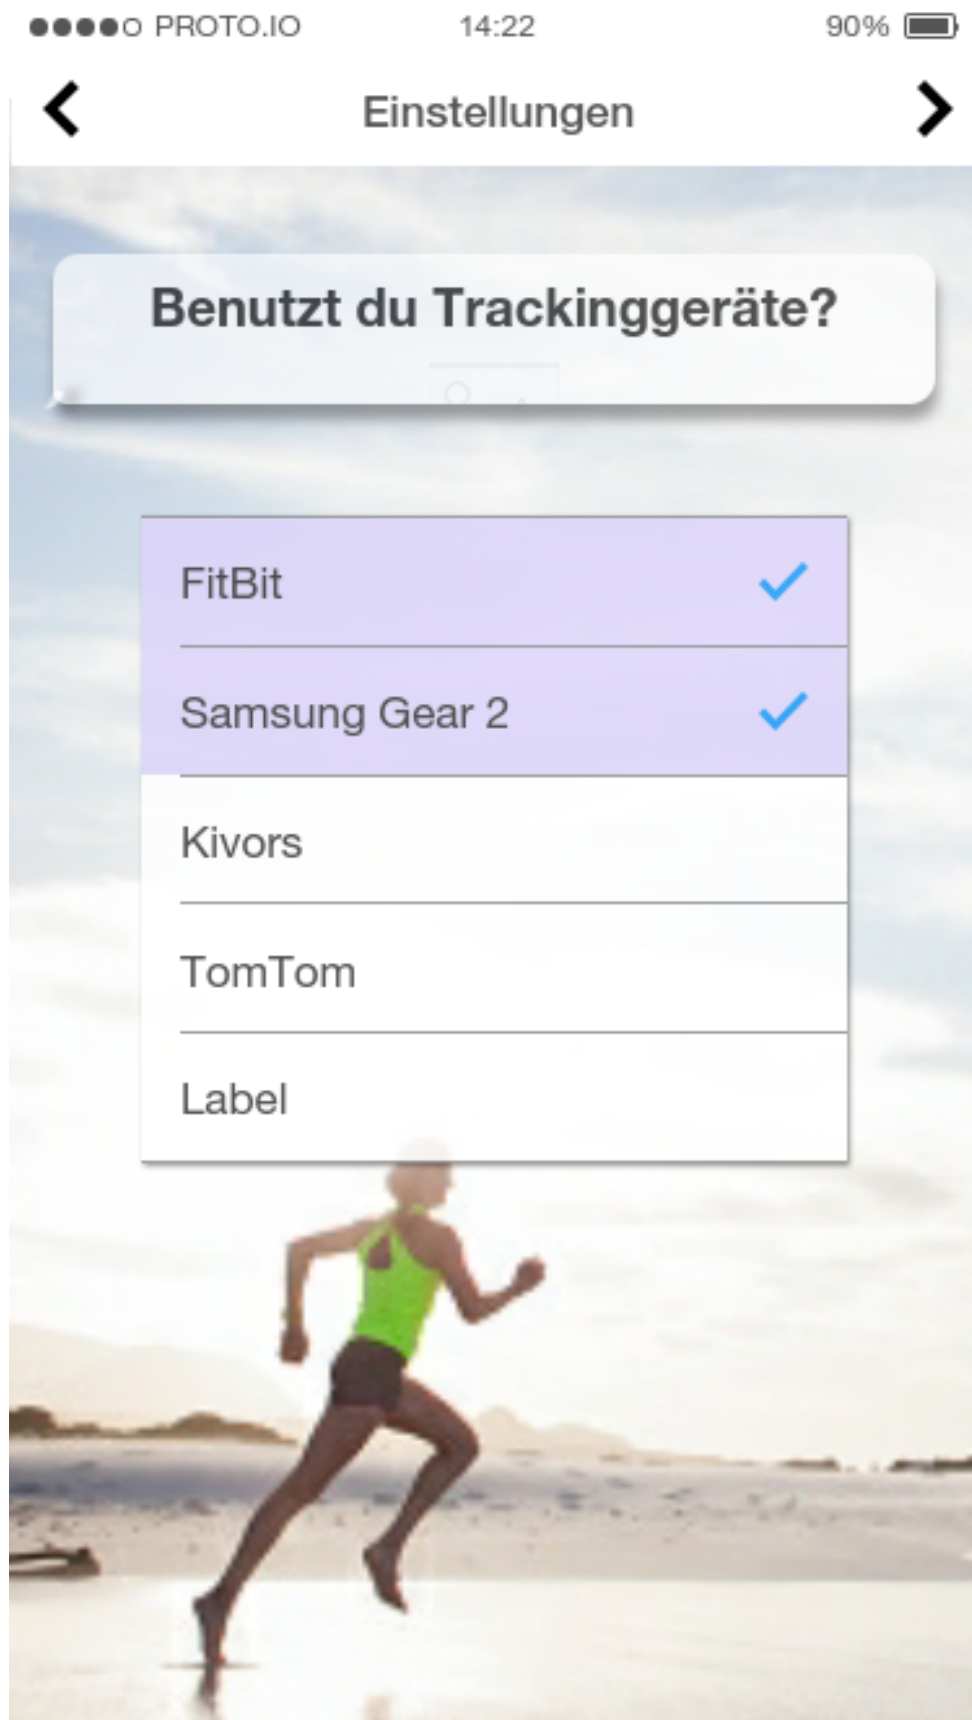 PROTO.IO 14:22 90%
Einstellungen
Benutzt du Trackinggeräte?
FitBit
Samsung Gear 2
Kivors
TomTom
Label